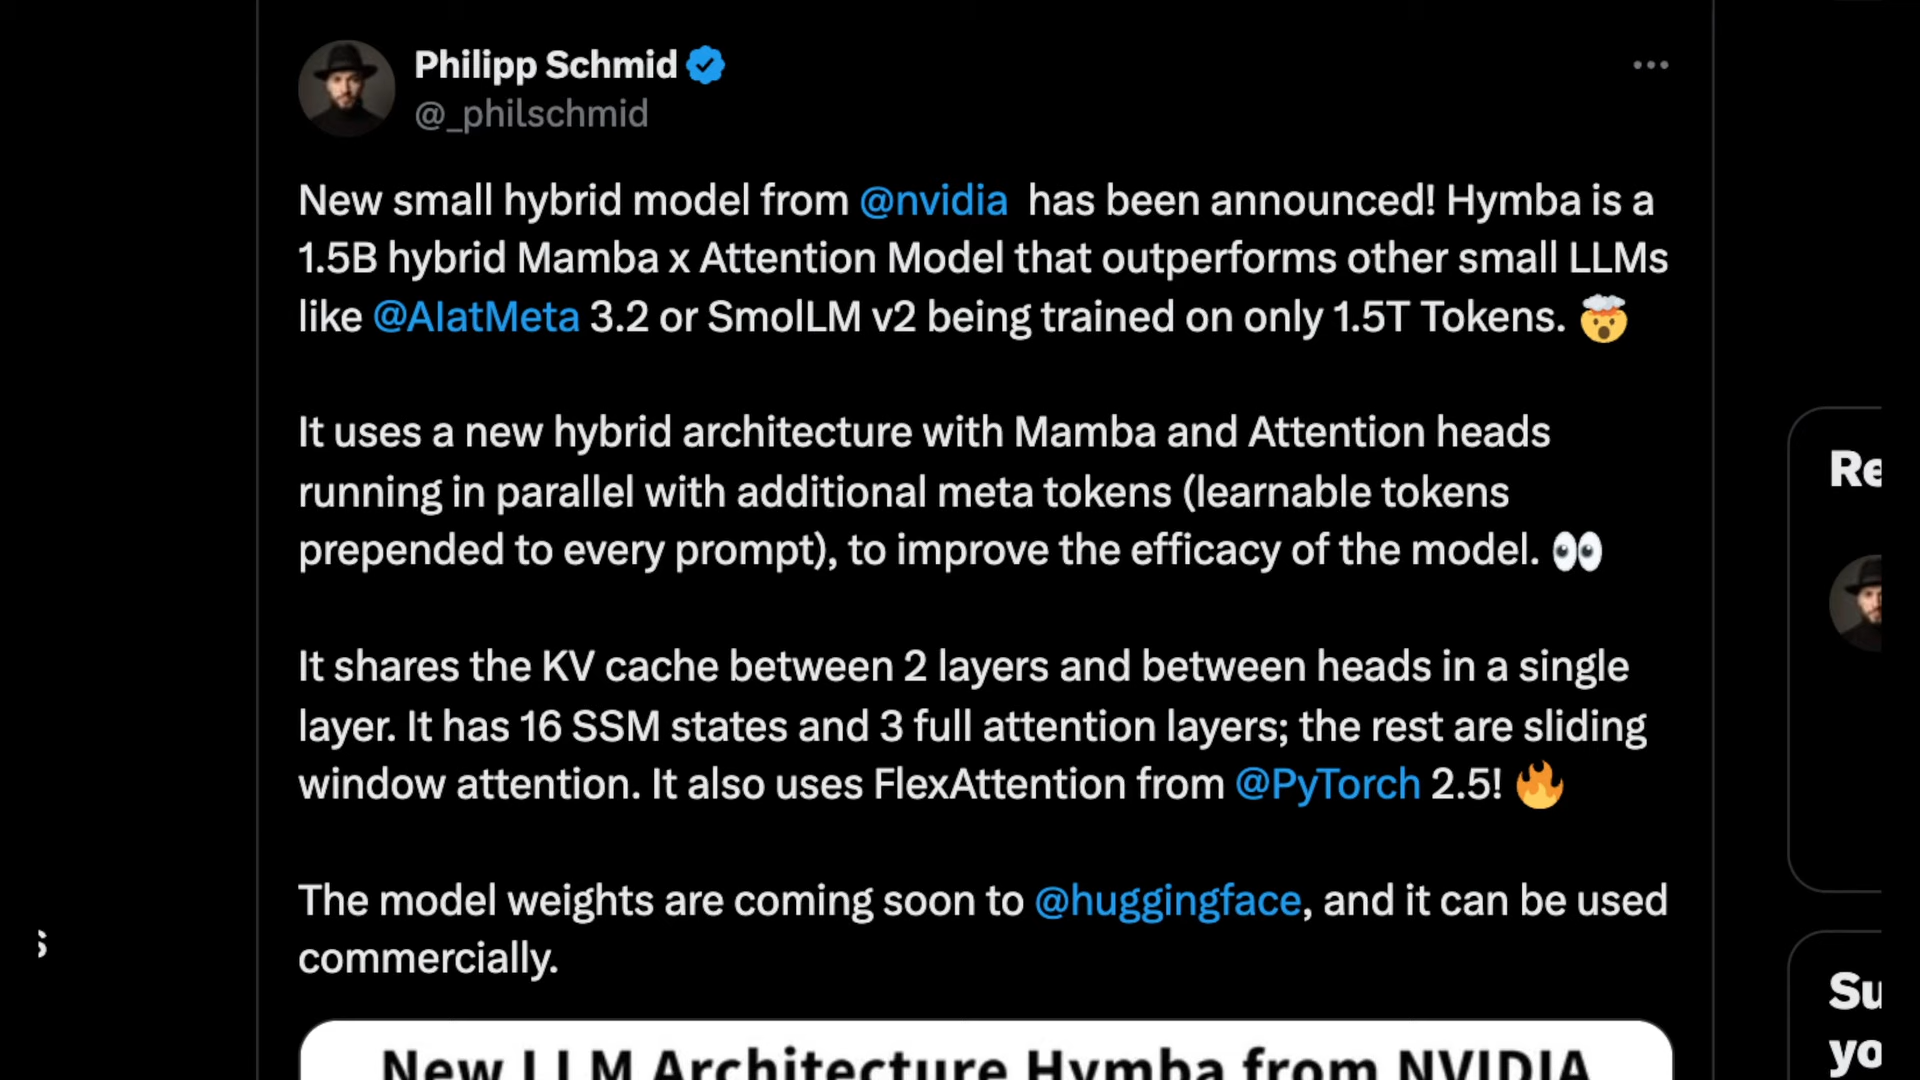 Philipp Schmid
@_philschmid
New small hybrid model from @nvidia has been announced! Hymba is a
1.5B hybrid Mamba x Attention Model that outperforms other small LLMs
like @AIatMeta 3.2 or SmolLM v2 being trained on only 1.5T Tokens. 🤯
It uses a new hybrid architecture with Mamba and Attention heads
running in parallel with additional meta tokens (learnable tokens
prepended to every prompt), to improve the efficacy of the model. 👀
It shares the KV cache between 2 layers and between heads in a single
layer. It has 16 SSM states and 3 full attention layers; the rest are sliding
window attention. It also uses FlexAttention from @PyTorch 2.5! 🔥
The model weights are coming soon to @huggingface, and it can be used
commercially.
New LLM Architecture Hymba from NVIDIA